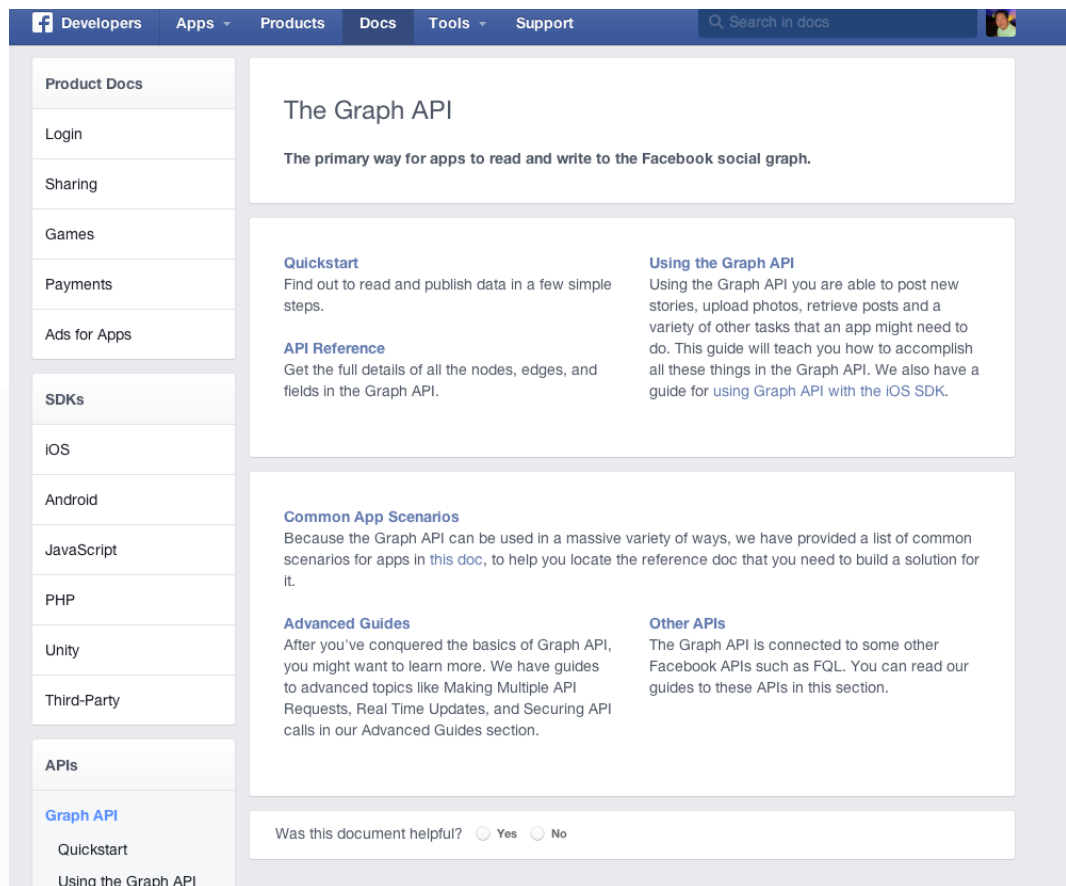 Developers Apps Products Docs Tools Support Search in docs
Product Docs
Login
Sharing
Games
Payments
Ads for Apps
SDKs
iOS
Android
JavaScript
PHP
Unity
Third-Party
APIs
Graph API
Quickstart
Using the Graph API
The Graph API
The primary way for apps to read and write to the Facebook social graph.
Quickstart
Find out to read and publish data in a few simple
steps.
API Reference
Get the full details of all the nodes, edges, and
fields in the Graph API.
Using the Graph API
Using the Graph API you are able to post new
stories, upload photos, retrieve posts and a
variety of other tasks that an app might need to
do. This guide will teach you how to accomplish
all these things in the Graph API. We also have a
guide for using Graph API with the iOS SDK.
Common App Scenarios
Because the Graph API can be used in a massive variety of ways, we have provided a list of common
scenarios for apps in this doc, to help you locate the reference doc that you need to build a solution for
it.
Advanced Guides
After you've conquered the basics of Graph API,
you might want to learn more. We have guides
to advanced topics like Making Multiple API
Requests, Real Time Updates, and Securing API
calls in our Advanced Guides section.
Other APIs
The Graph API is connected to some other
Facebook APIs such as FQL. You can read our
guides to these APIs in this section.
Was this document helpful? Yes No